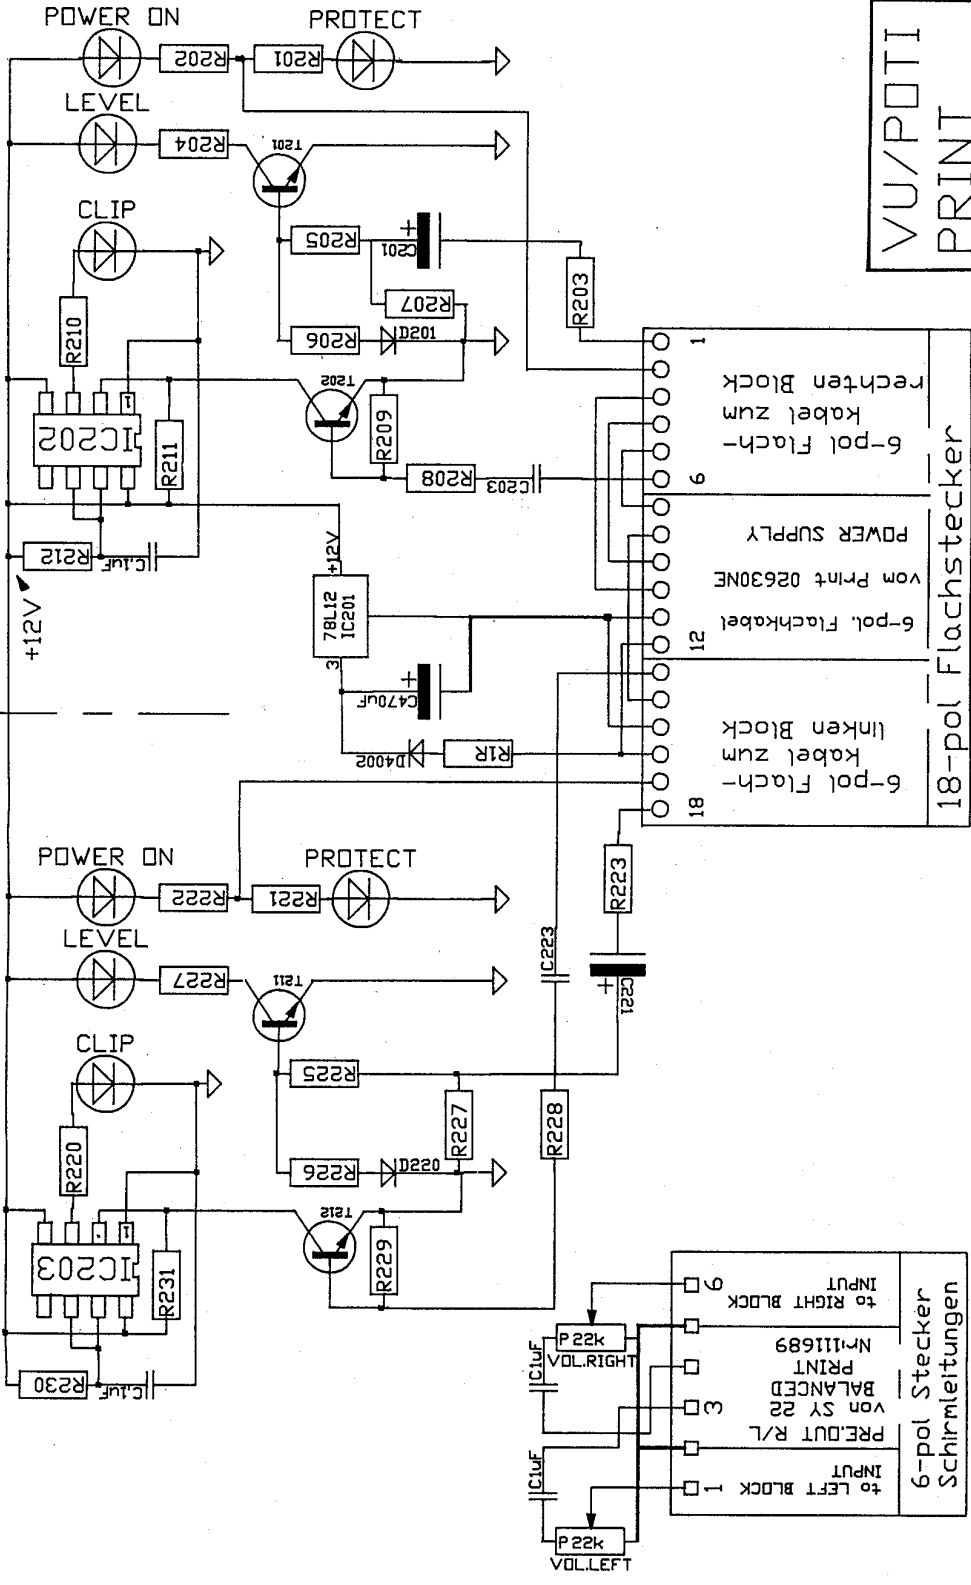 POWER ON
PROTECT
R202
R201
LEVEL
R204
T201
CLIP
R205
C201
+
R203
R207
R210
R206
D201
T202
1
IC202
R211
R209
R208
C203
R212
C.1uF
+12V
+12V
78L12
IC201
3
+
C470uF
D4002
R1R
VU/POTI
PRINT
1
6-pol Flach-
kabel zum
rechten Block
6
POWER SUPPLY
vom Print 02630NE
6-pol. Flachkabel
12
6-pol Flach-
kabel zum
linken Block
18
18-pol Flachstecker
POWER ON
PROTECT
R222
R221
LEVEL
R227
T211
R223
C223
+
C221
CLIP
R225
R227
R228
R220
R226
D220
T212
1
IC203
R231
R229
R230
C.1uF
C1uF
P 22k
VOL.RIGHT
C1uF
P 22k
VOL.LEFT
6
to RIGHT BLOCK
INPUT
3
PRE.OUT R/L
von SY 22
BALANCED
PRINT
Nr:111689
1
to LEFT BLOCK
INPUT
6-pol Stecker
Schirmleitungen